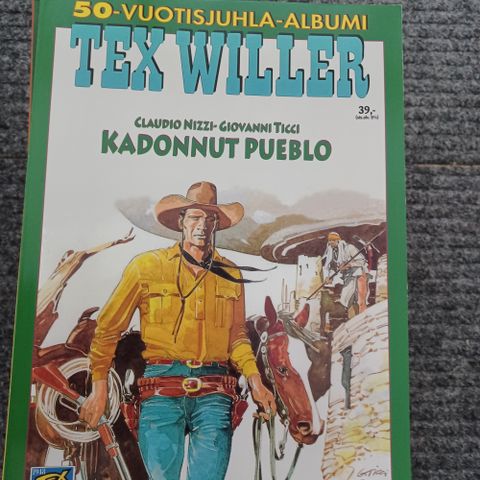 50-VUOTISJUHLA-ALBUMI
TEX WILLER
39,-
CLAUDIO NIZZI-GIOVANNI TICCI
KADONNUT PUEBLO